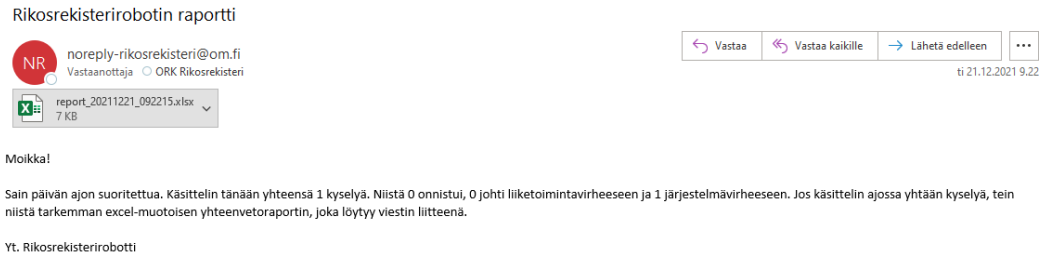 Rikosrekisterirobotin raportti
NR
noreply-rikosrekisteri@om.fi
Vastaanottaja ORK Rikosrekisteri
Vastaa
Vastaa kaikille
Lähetä edelleen
ti 21.12.2021 9.22
report_20211221_092215.xlsx
7 KB
Moikka!
Sain päivän ajon suoritettua. Käsittelin tänään yhteensä 1 kyselyä. Niistä 0 onnistui, 0 johti liiketoimintavirheeseen ja 1 järjestelmävirheeseen. Jos käsittelin ajossa yhtään kyselyä, tein
niistä tarkemman excel-muotoisen yhteenvetoraportin, joka löytyy viestin liitteenä.
Yt. Rikosrekisterirobotti